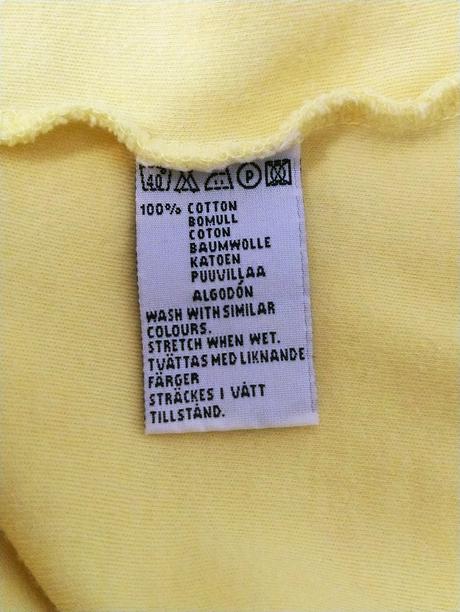 40° P
100% COTTON
BOMULL
COTON
BAUMWOLLE
KATOEN
PUUVILLAA
ALGODÓN
WASH WITH SIMILAR
COLOURS.
STRETCH WHEN WET.
TVÄTTAS MED LIKNANDE
FÄRGER
STRÄCKES I VÅTT
TILLSTÅND.